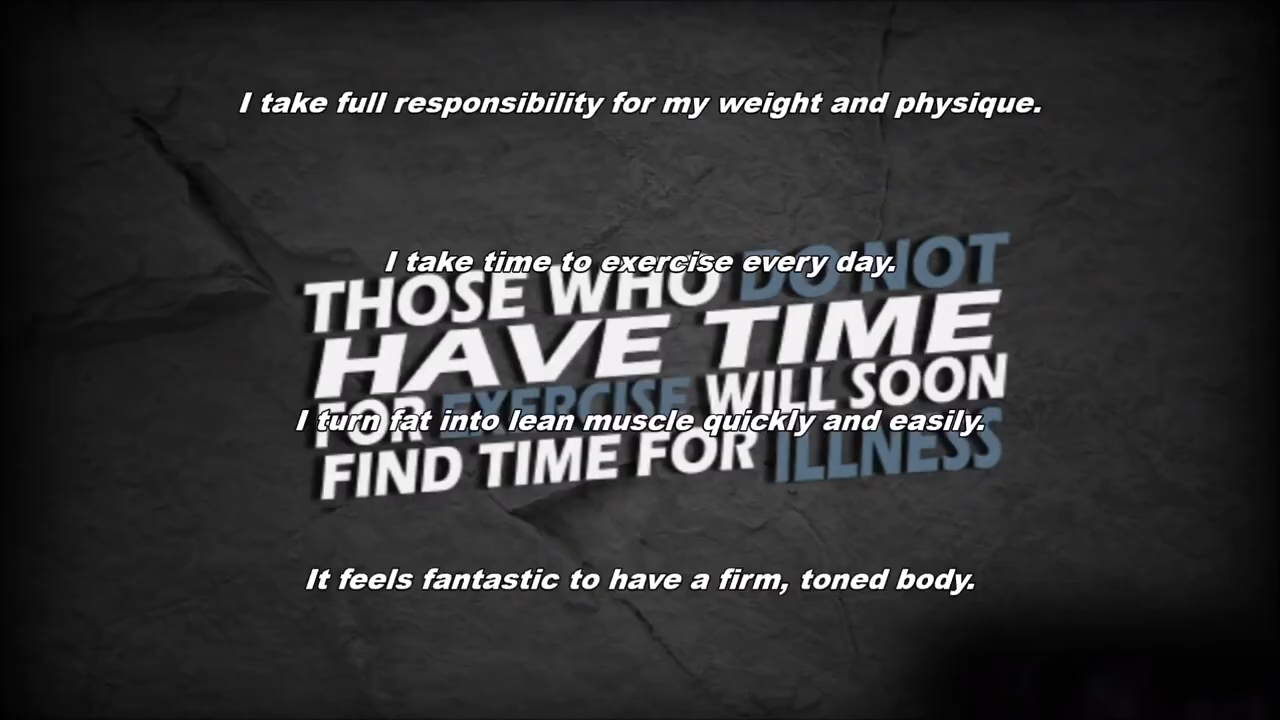 I take full responsibility for my weight and physique.
I take time to exercise every day.
THOSE WHO DO NOT
HAVE TIME
FOR EXERCISE WILL SOON
I turn fat into lean muscle quickly and easily.
FIND TIME FOR ILLNESS
It feels fantastic to have a firm, toned body.